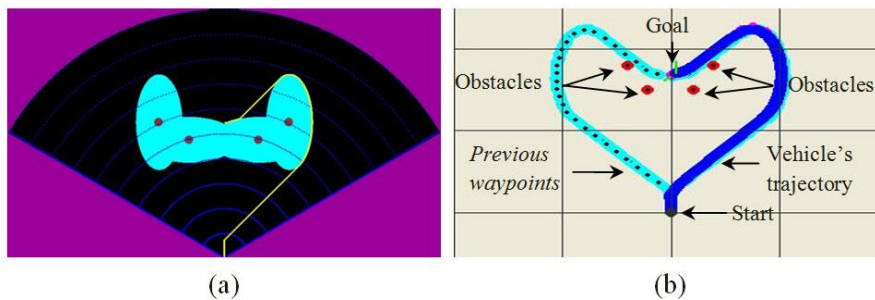 Goal
Obstacles
Obstacles
Previous
waypoints
Vehicle's
trajectory
Start
(a)
(b)